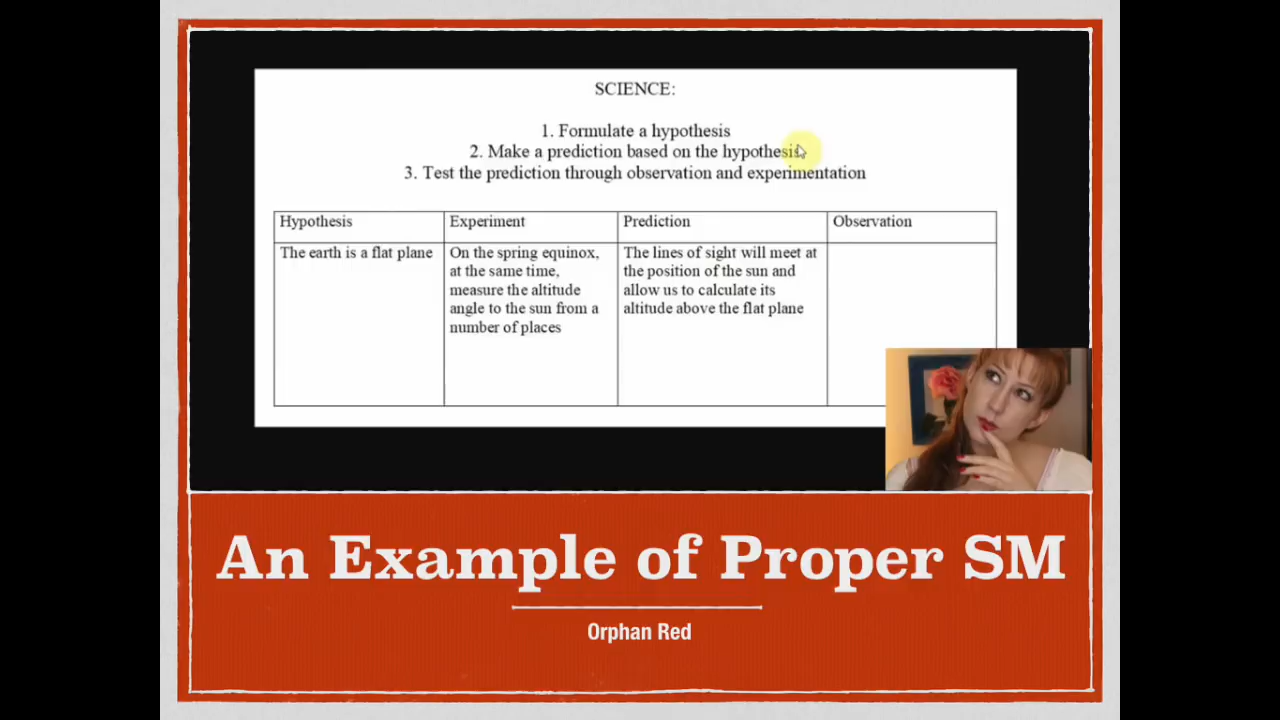 SCIENCE:
1. Formulate a hypothesis
2. Make a prediction based on the hypothesis
3. Test the prediction through observation and experimentation
Hypothesis
Experiment
Prediction
Observation
The earth is a flat plane
On the spring equinox,
at the same time,
measure the altitude
angle to the sun from a
number of places
The lines of sight will meet at
the position of the sun and
allow us to calculate its
altitude above the flat plane
An Example of Proper SM
Orphan Red